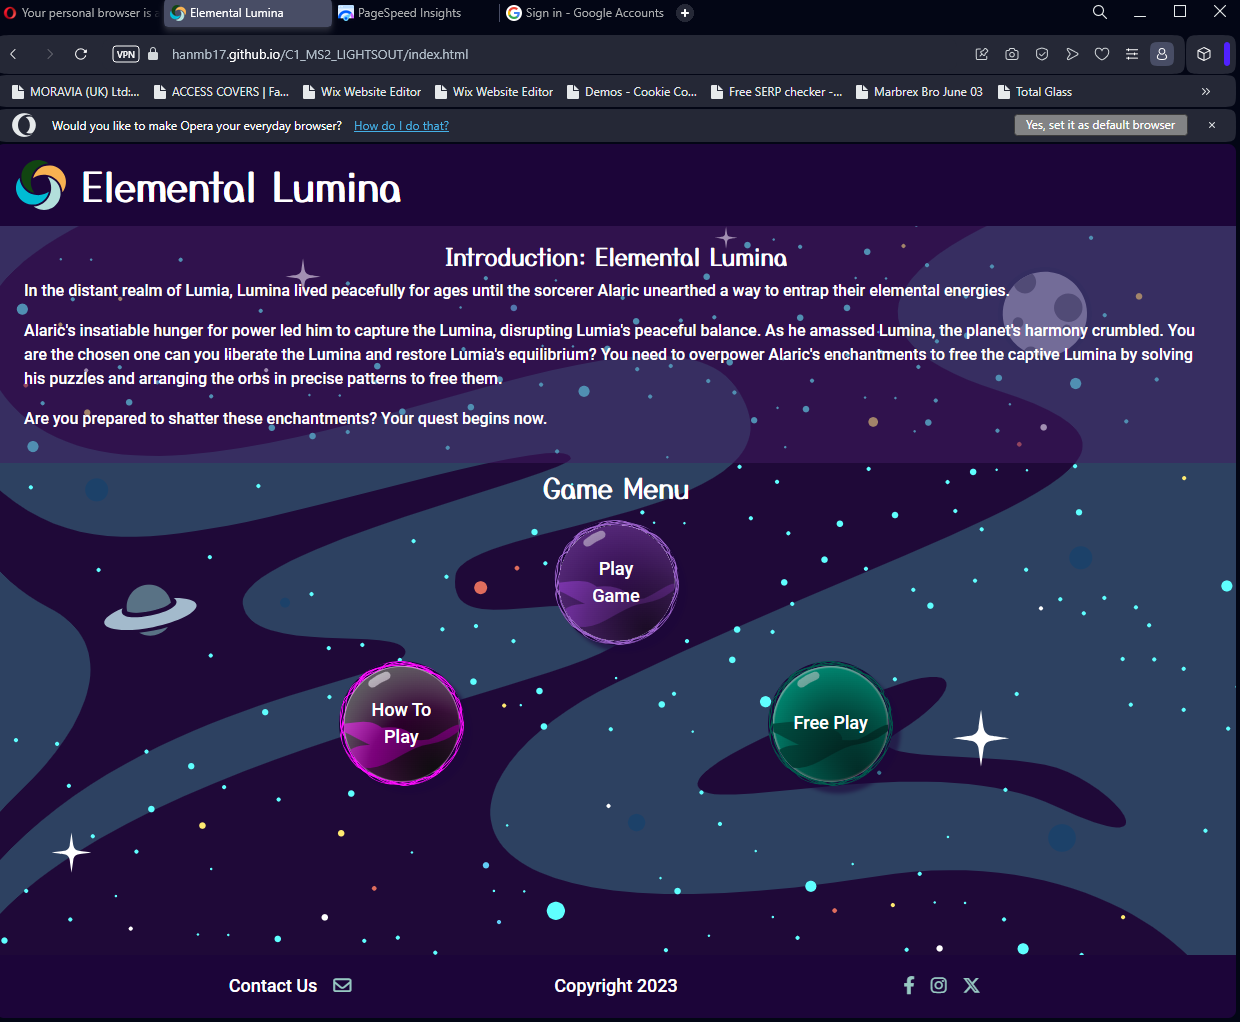 Your personal browser is
Elemental Lumina
PageSpeed Insights
Sign in - Google Accounts
VPN
hanmb17.github.io/C1_MS2_LIGHTSOUT/index.html
MORAVIA (UK) Ltd:...
ACCESS COVERS | Fa...
Wix Website Editor
Wix Website Editor
Demos - Cookie Co...
Free SERP checker -...
Marbrex Bro June 03
Total Glass
Would you like to make Opera your everyday browser? How do I do that?
Yes, set it as default browser
Elemental Lumina
Introduction: Elemental Lumina
In the distant realm of Lumia, Lumina lived peacefully for ages until the sorcerer Alaric unearthed a way to entrap their elemental energies.
Alaric's insatiable hunger for power led him to capture the Lumina, disrupting Lumia's peaceful balance. As he amassed Lumina, the planet's harmony crumbled. You
are the chosen one can you liberate the Lumina and restore Lumia's equilibrium? You need to overpower Alaric's enchantments to free the captive Lumina by solving
his puzzles and arranging the orbs in precise patterns to free them.
Are you prepared to shatter these enchantments? Your quest begins now.
Game Menu
Play
Game
How To
Play
Free Play
Contact Us
Copyright 2023